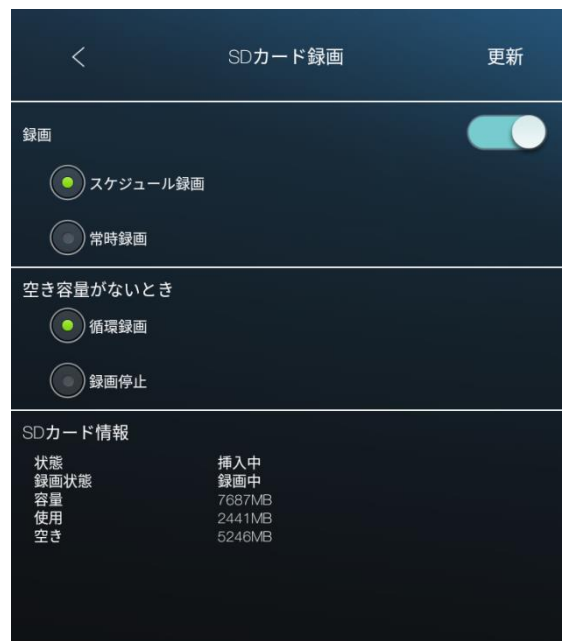 SDカード録画 更新
録画
スケジュール録画
常時録画
空き容量がないとき
循環録画
録画停止
SDカード情報
状態 挿入中
録画状態 録画中
容量 7687MB
使用 2441MB
空き 5246MB